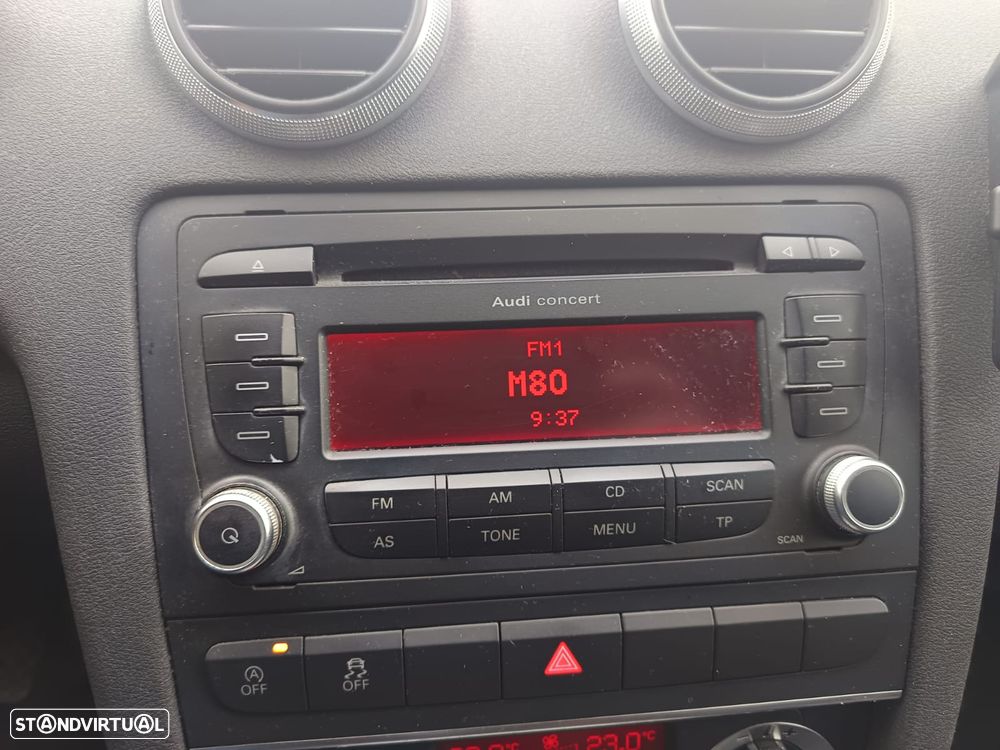 Audi concert
FM1
M80
9:37
FM AM CD SCAN
AS TONE MENU TP
SCAN
A OFF OFF
23.0°C
STANDVIRTUAL